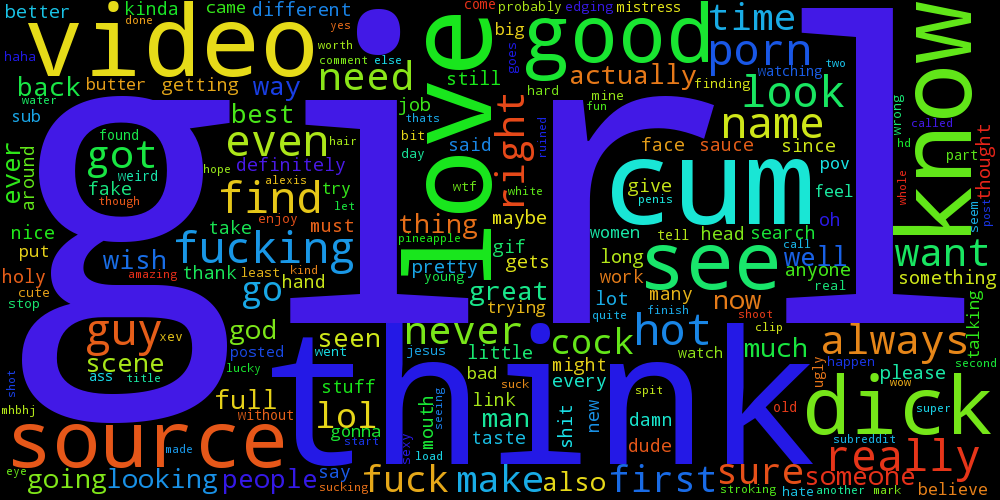 better kinda came different come probably edging mistress
done
video yes big good time
haha worth goes porn
comment else
need love actually watching two know
back butter getting way still finding
water hard mine look
sub best job fun
thats right name wrong called
found even hair bit ruined hd
day said face sauce since part thought
ever around got definitely pov
weird hope wtf white cum whole
fake alexis try give feel
though find let penis
nice enjoy must thing maybe oh seem post
take women tell head search
put fucking pineapple gif call
wish pretty gets long see well want
holy amazing thank least kind young work anyone
cute go hand great lot many now real something
stop trying quite finish shoot
girl
guy xev god seen never cock hot clip always talking
scene posted went jesus little watch much
ass title lucky bad might happen second
shot stuff suck every ugly please
mhbhj full link spit wow
without lol mouth seeing man shit new damn old dick super
source think gonna taste subreddit
made start sexy dude really
eye load
going looking people say fuck make also first sure someone
sucking stroking hate another mark believe